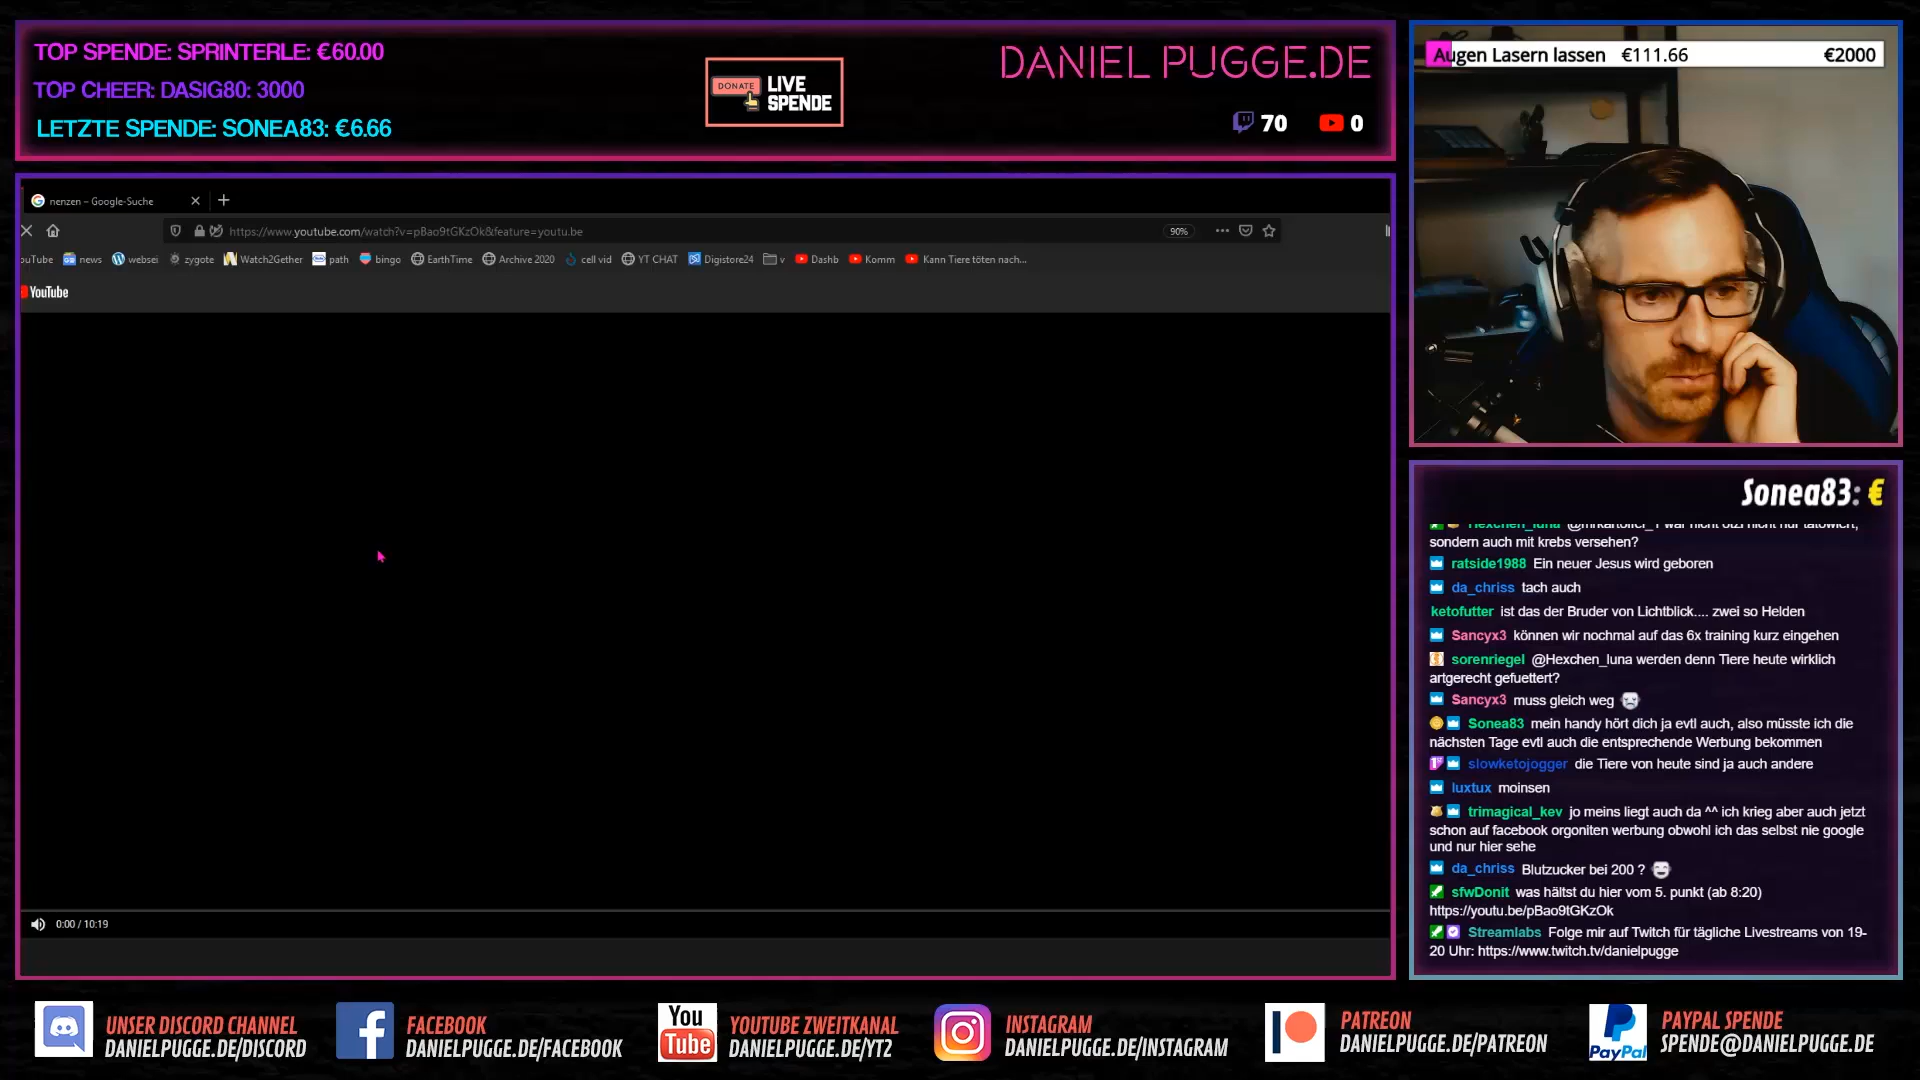 TOP SPENDE: SPRINTERLE: €60.00
TOP CHEER: DASIG80: 3000
LETZTE SPENDE: SONEA83: €6.66
DONATE
LIVE
SPENDE
DANIEL PUGGE.DE
70
0
Augen Lasern lassen €111.66 €2000
nenzen – Google-Suche
https://www.youtube.com/watch?v=pBao9tGKzOk&feature=youtu.be
90%
ouTube news websei zygote Watch2Gether path bingo EarthTime Archive 2020 cell vid YT CHAT Digistore24 v Dashb Komm Kann Tiere töten nach...
YouTube
0:00 / 10:19
Sonea83: €
Hexchen_luna @mrkartoffel_1 war nicht ötzi nicht nur tätowiert,
sondern auch mit krebs versehen?
ratside1988 Ein neuer Jesus wird geboren
da_chriss tach auch
ketofutter ist das der Bruder von Lichtblick.... zwei so Helden
Sancyx3 können wir nochmal auf das 6x training kurz eingehen
sorenriegel @Hexchen_luna werden denn Tiere heute wirklich
artgerecht gefuettert?
Sancyx3 muss gleich weg
Sonea83 mein handy hört dich ja evtl auch, also müsste ich die
nächsten Tage evtl auch die entsprechende Werbung bekommen
slowketojogger die Tiere von heute sind ja auch andere
luxtux moinsen
trimagical_kev jo meins liegt auch da ^^ ich krieg aber auch jetzt
schon auf facebook orgoniten werbung obwohl ich das selbst nie google
und nur hier sehe
da_chriss Blutzucker bei 200 ?
sfwDonit was hältst du hier vom 5. punkt (ab 8:20)
https://youtu.be/pBao9tGKzOk
Streamlabs Folge mir auf Twitch für tägliche Livestreams von 19-
20 Uhr: https://www.twitch.tv/danielpugge
UNSER DISCORD CHANNEL
DANIELPUGGE.DE/DISCORD
FACEBOOK
DANIELPUGGE.DE/FACEBOOK
You
Tube
YOUTUBE ZWEITKANAL
DANIELPUGGE.DE/YT2
INSTAGRAM
DANIELPUGGE.DE/INSTAGRAM
PATREON
DANIELPUGGE.DE/PATREON
PayPal
PAYPAL SPENDE
SPENDE@DANIELPUGGE.DE